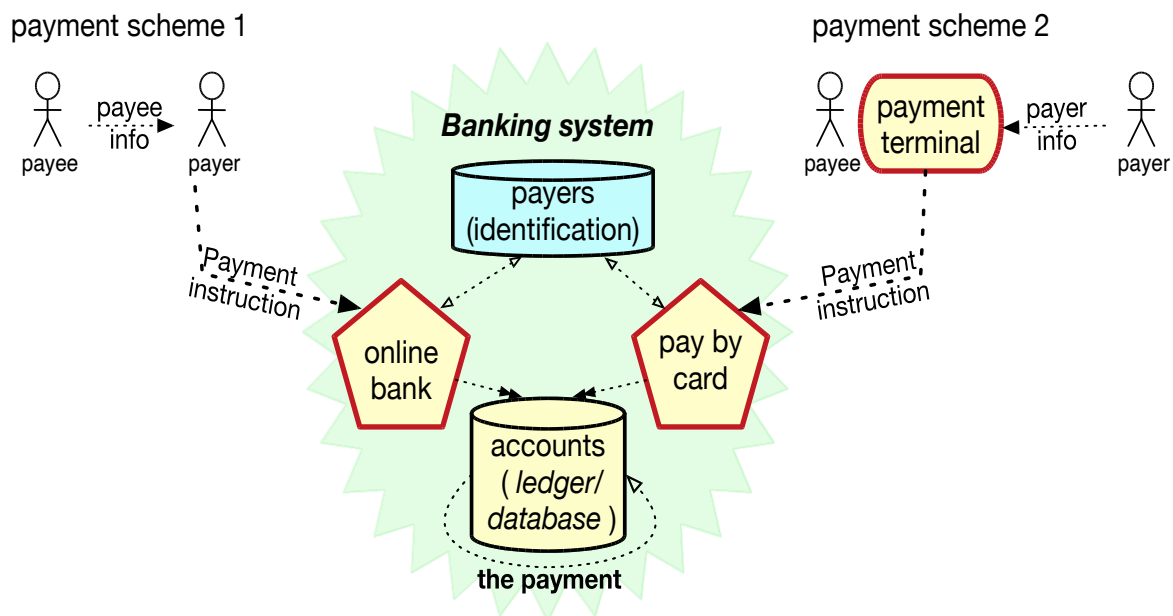 payment scheme 1
payee
info
payee
payer
payment scheme 2
payment
terminal
payer
info
payee
payer
Banking system
payers
(identification)
Payment
instruction
Payment
instruction
online
bank
pay by
card
accounts
( ledger/
database )
the payment